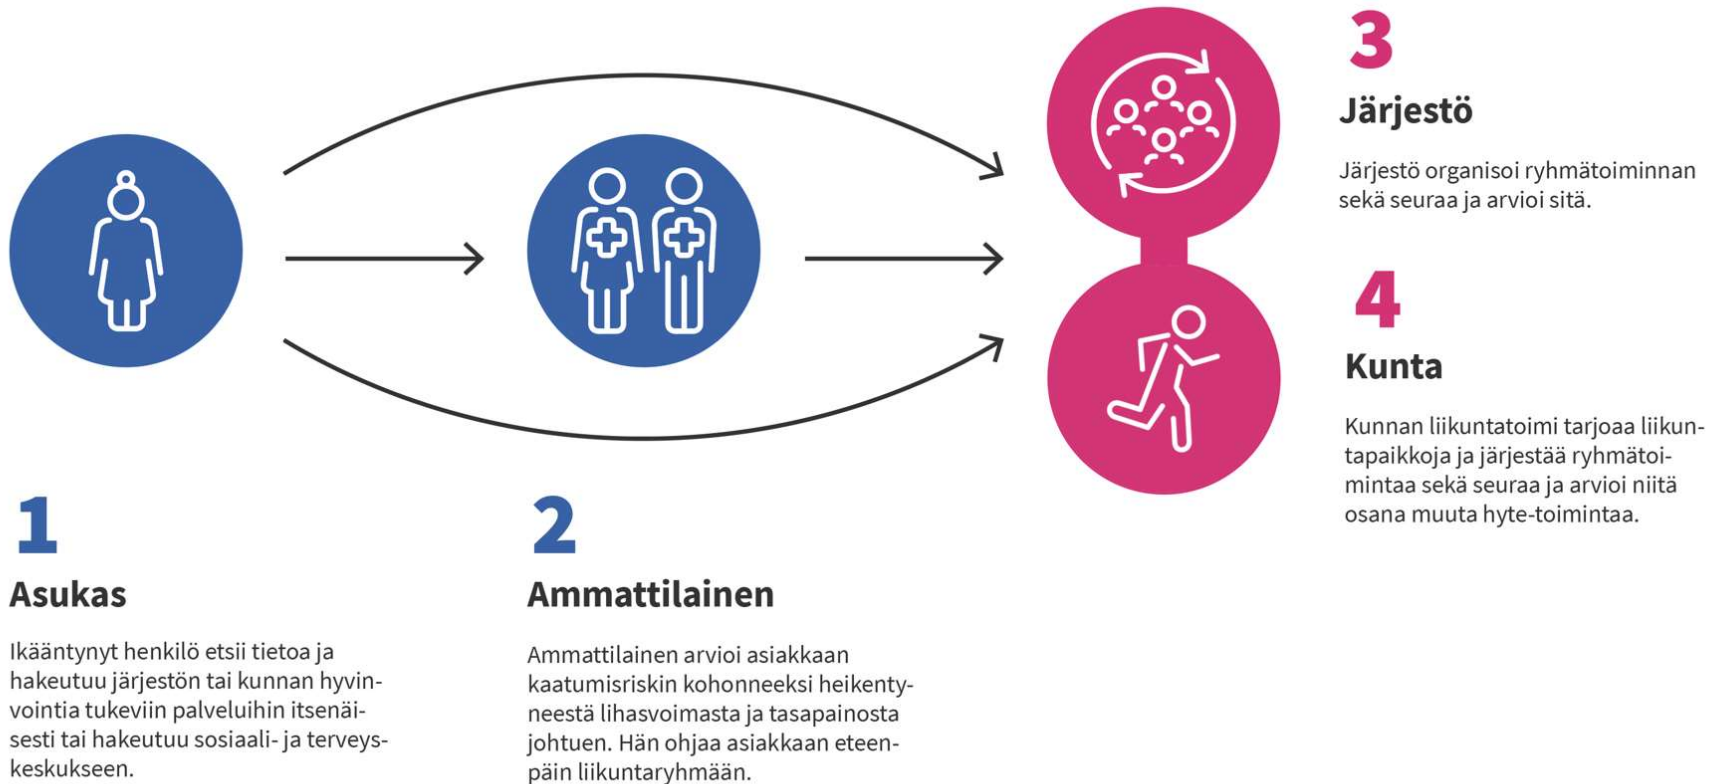 1
Asukas
Ikääntynyt henkilö etsii tietoa ja
hakeutuu järjestön tai kunnan hyvin-
vointia tukeviin palveluihin itsenäi-
sesti tai hakeutuu sosiaali- ja terveys-
keskukseen.
2
Ammattilainen
Ammattilainen arvioi asiakkaan
kaatumisriskin kohonneeksi heikenty-
neestä lihasvoimasta ja tasapainosta
johtuen. Hän ohjaa asiakkaan eteen-
päin liikuntaryhmään.
3
Järjestö
Järjestö organisoi ryhmätoiminnan
sekä seuraa ja arvioi sitä.
4
Kunta
Kunnan liikuntatoimi tarjoaa liikun-
tapaikkoja ja järjestää ryhmätoi-
mintaa sekä seuraa ja arvioi niitä
osana muuta hyte-toimintaa.